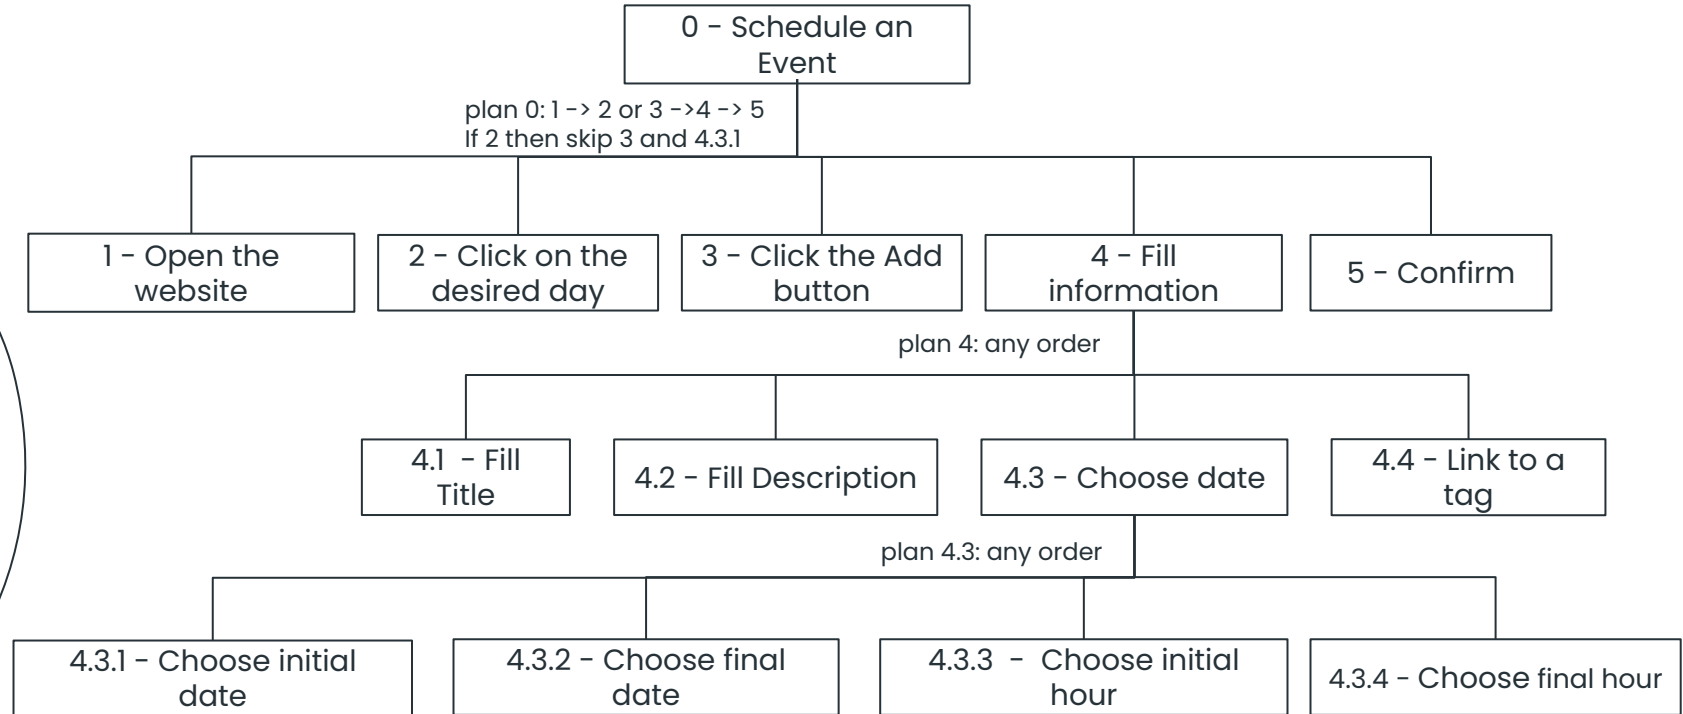 0 - Schedule an
Event
plan 0: 1 -> 2 or 3 ->4 -> 5
If 2 then skip 3 and 4.3.1
1 - Open the
website
2 - Click on the
desired day
3 - Click the Add
button
4 - Fill
information
5 - Confirm
plan 4: any order
4.1  - Fill
Title
4.2 - Fill Description
4.3 - Choose date
4.4 - Link to a
tag
plan 4.3: any order
4.3.1 - Choose initial
date
4.3.2 - Choose final
date
4.3.3  -  Choose initial
hour
4.3.4 - Choose final hour